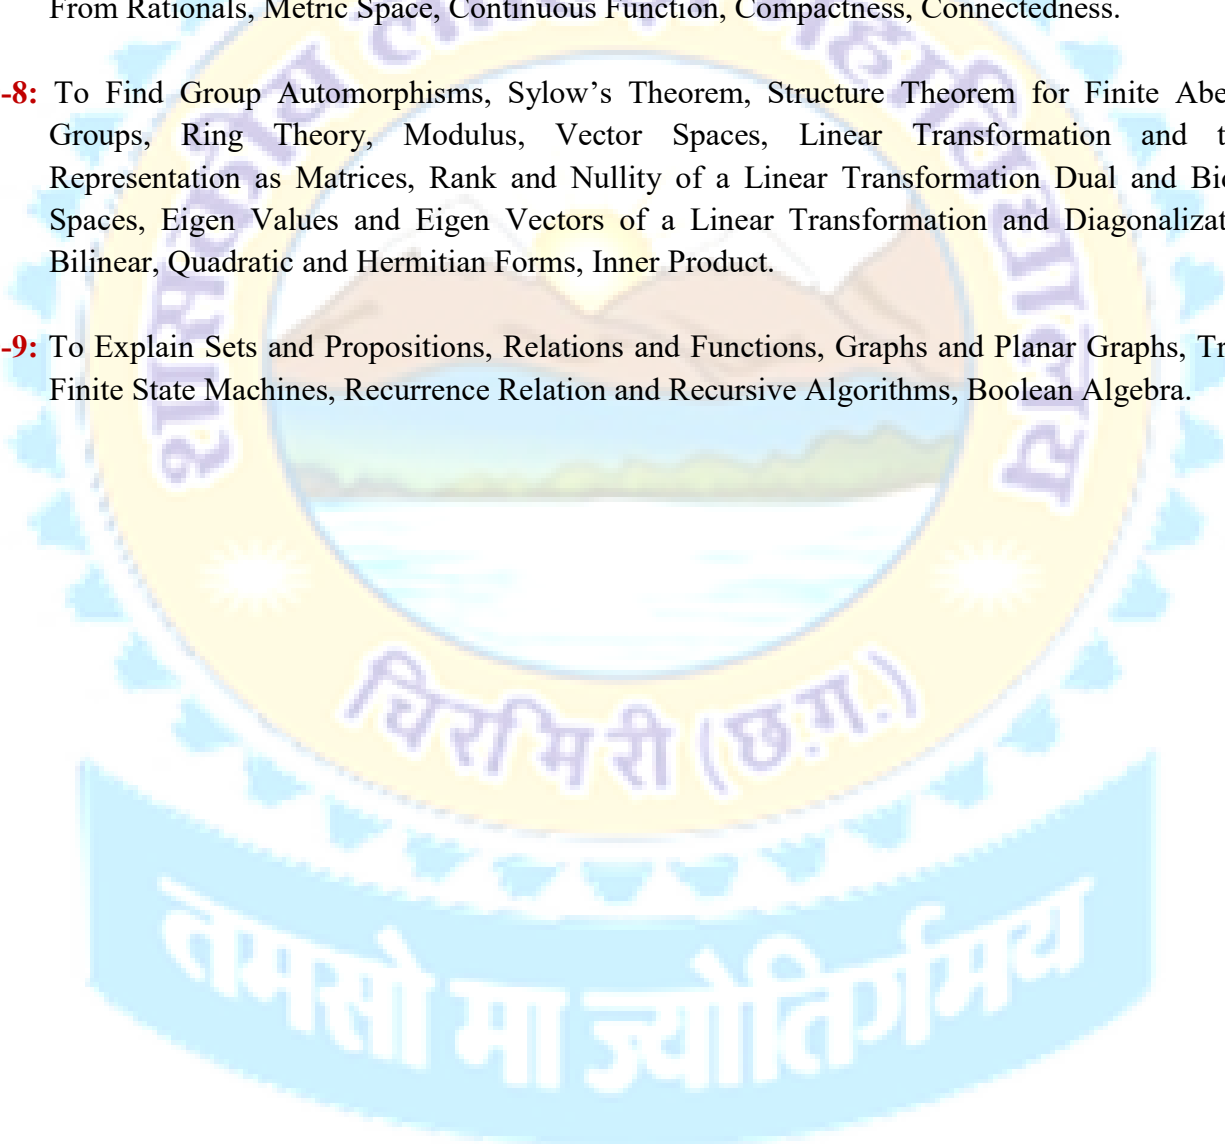 From Rationals, Metric Space, Continuous Function, Compactness, Connectedness.
-8: To Find Group Automorphisms, Sylow’s Theorem, Structure Theorem for Finite Abe
Groups, Ring Theory, Modulus, Vector Spaces, Linear Transformation and t
Representation as Matrices, Rank and Nullity of a Linear Transformation Dual and Bid
Spaces, Eigen Values and Eigen Vectors of a Linear Transformation and Diagonalizat
Bilinear, Quadratic and Hermitian Forms, Inner Product.
-9: To Explain Sets and Propositions, Relations and Functions, Graphs and Planar Graphs, Tr
Finite State Machines, Recurrence Relation and Recursive Algorithms, Boolean Algebra.
शासकीय
चिरमिरी (छ.ग.)
तमसो मा ज्योतिर्गमय